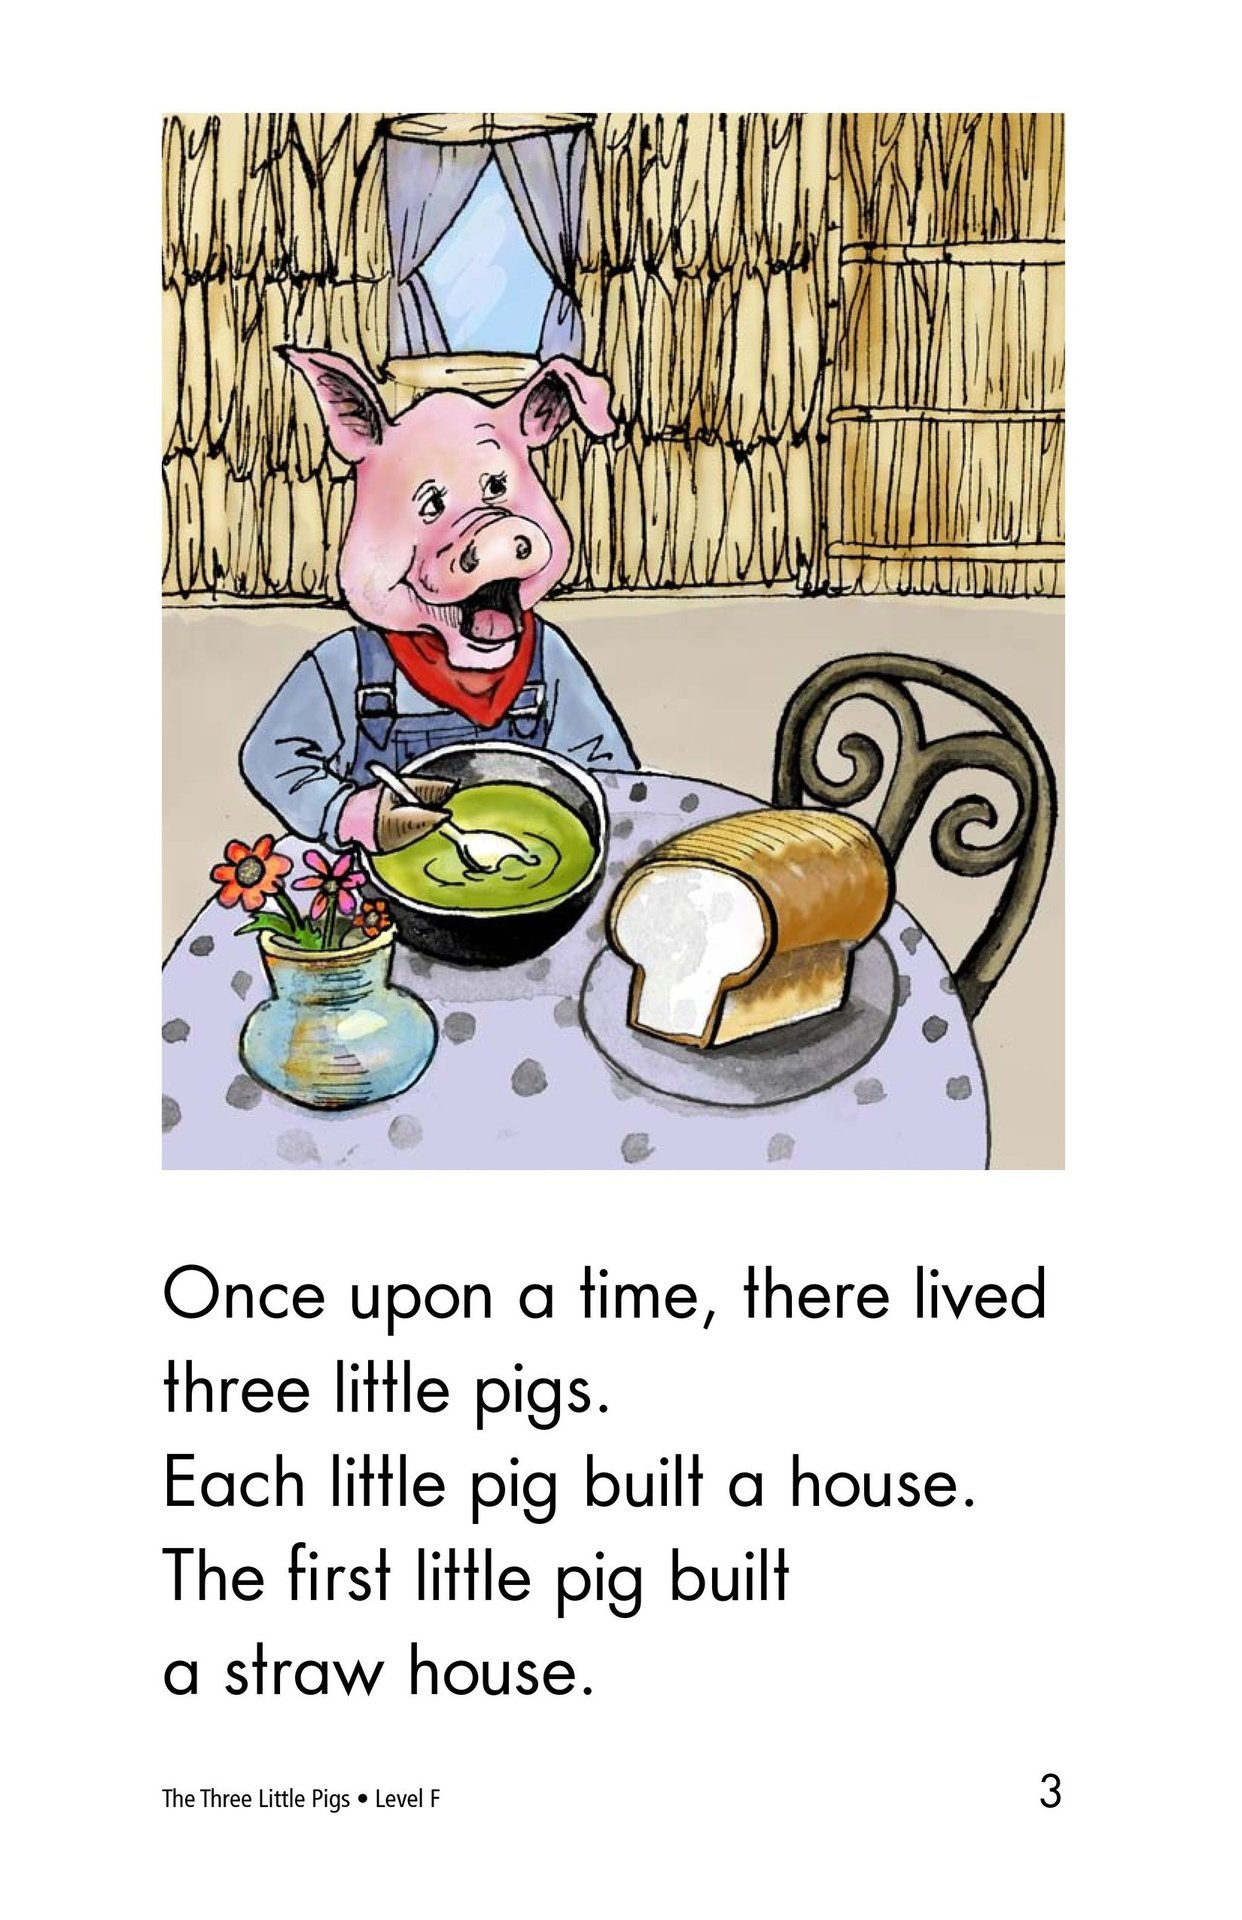 Once upon a time, there lived
three little pigs.
Each little pig built a house.
The first little pig built
a straw house.
The Three Little Pigs • Level F
3